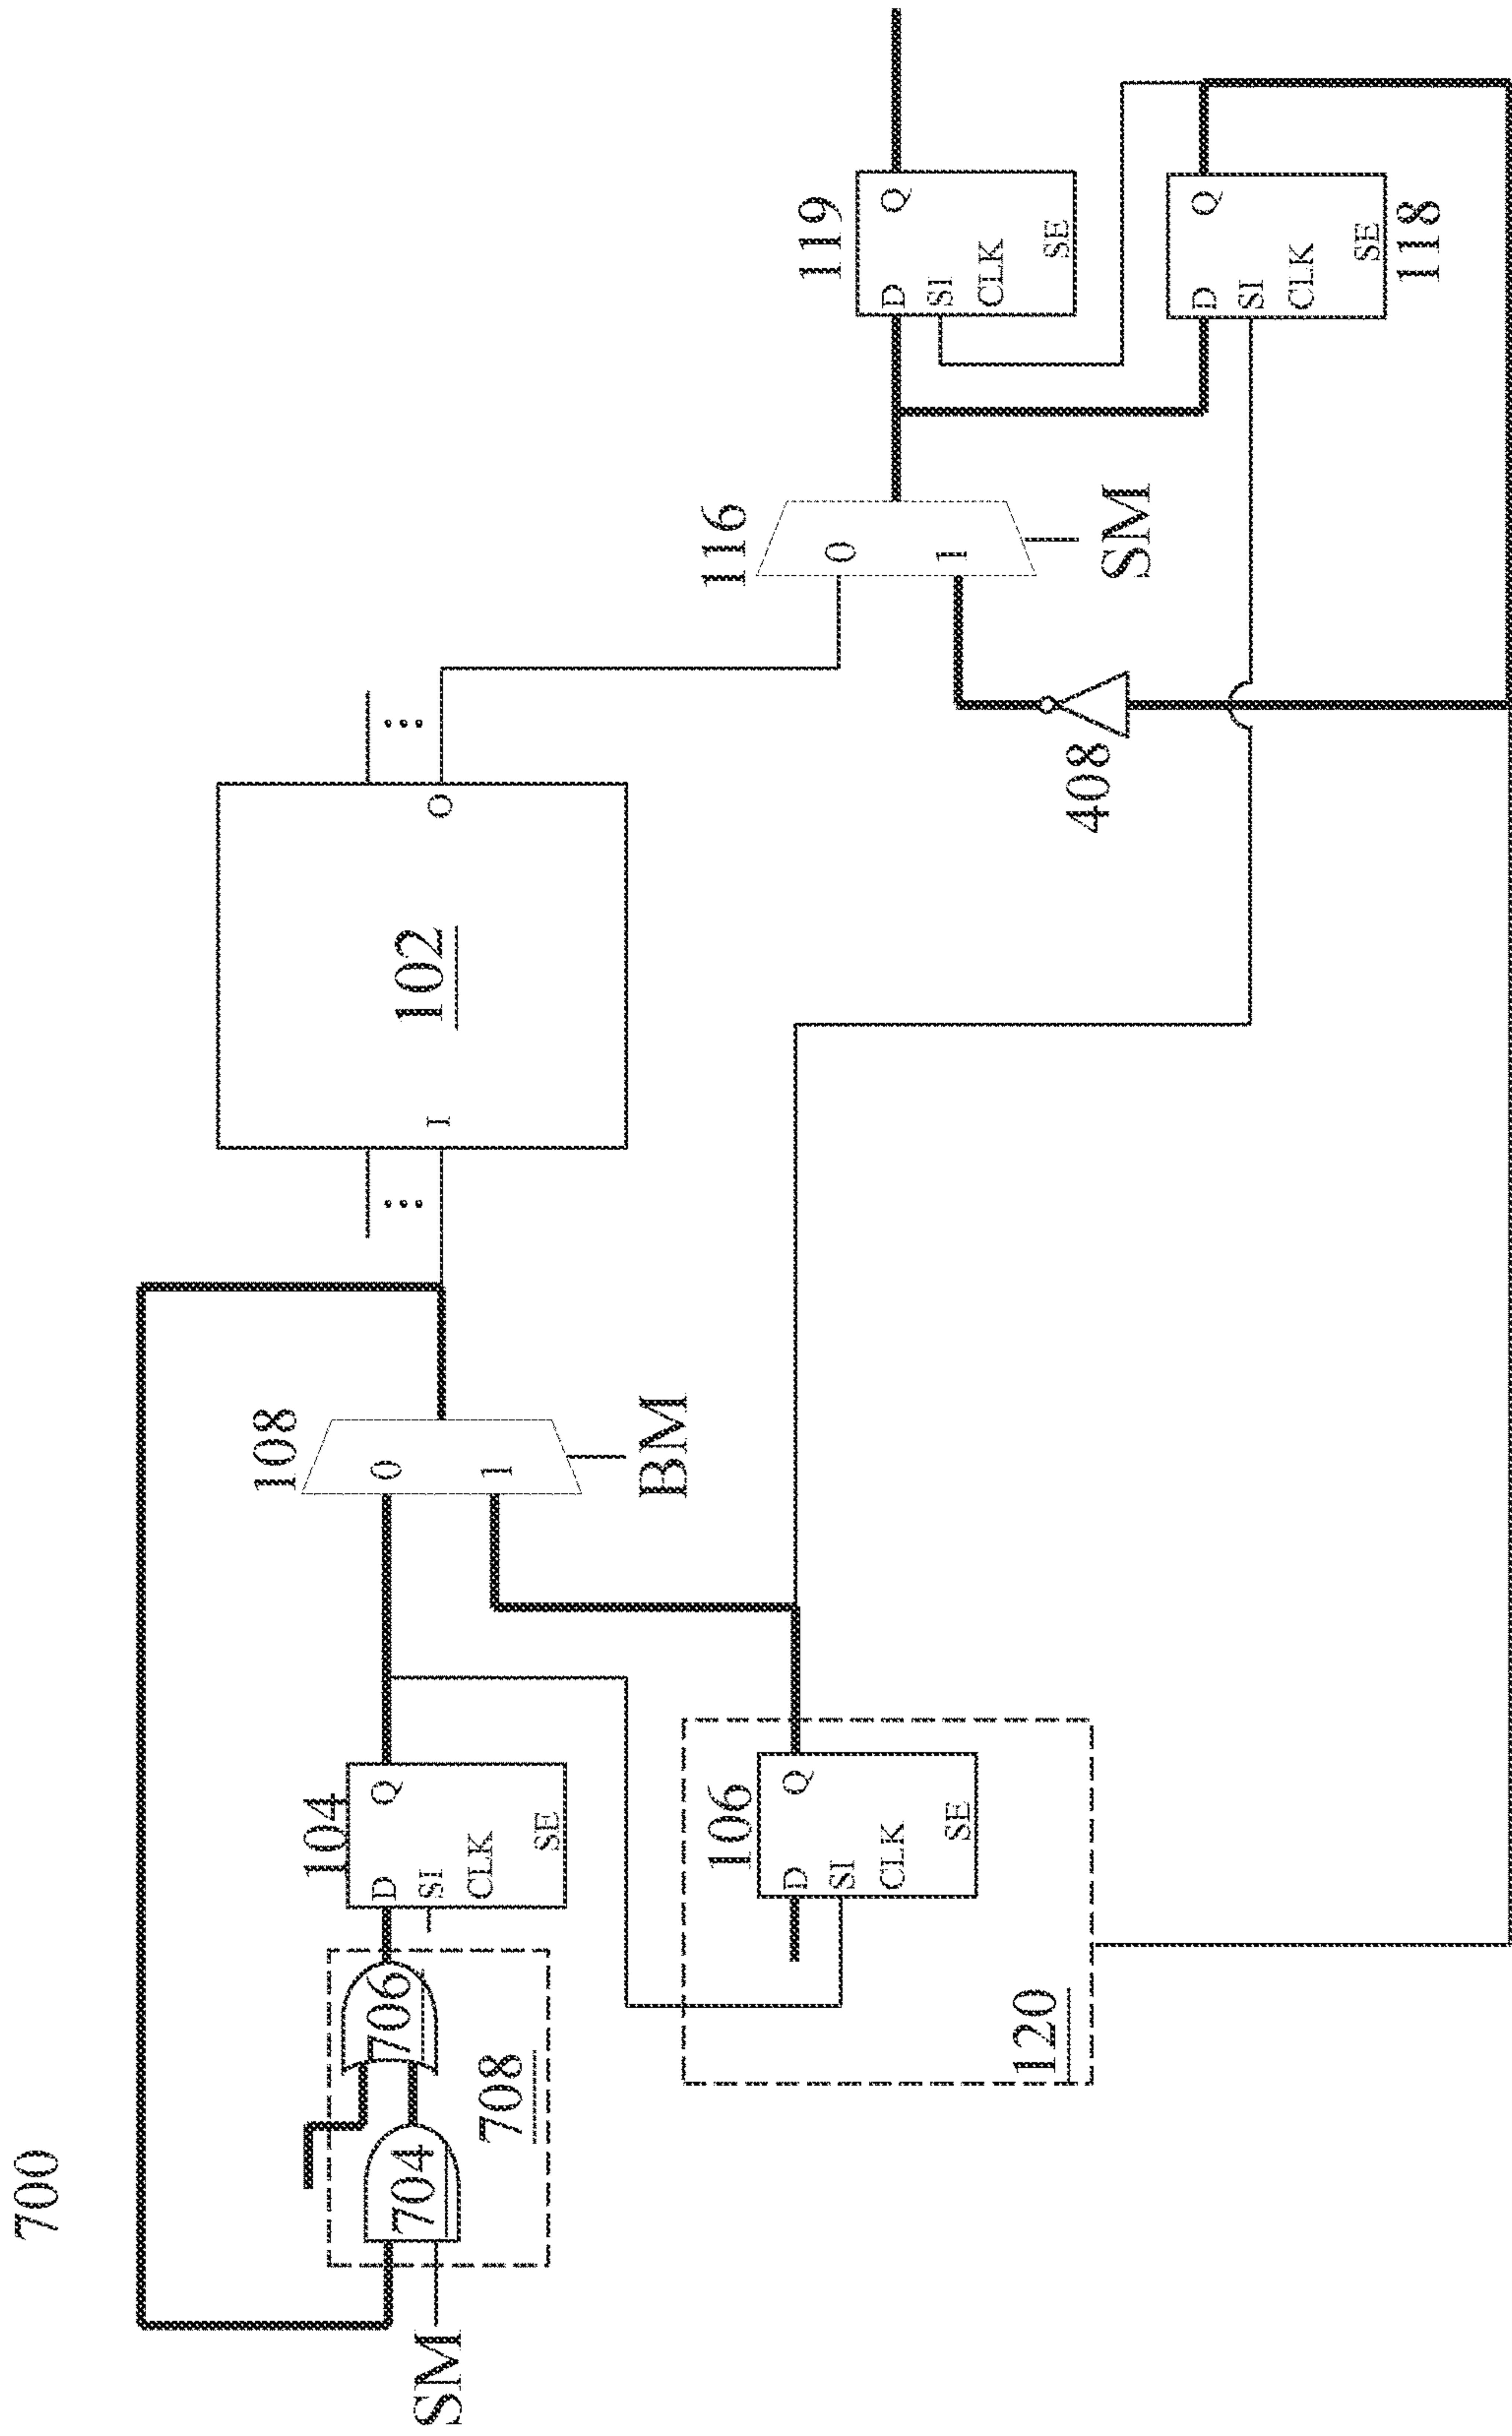 700
SM
704
706
708
104
D
Q
SI
CLK
SE
120
106
D
Q
SI
CLK
SE
108
0
1
BM
102
I
O
...
...
408
116
0
1
SM
119
D
Q
SI
CLK
SE
118
D
Q
SI
CLK
SE